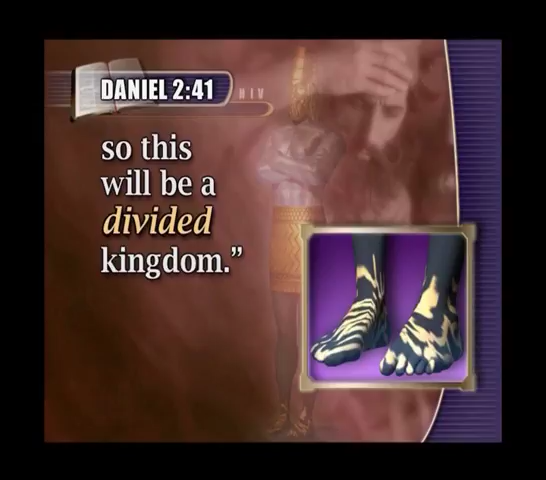 DANIEL 2:41
NIV
so this
will be a
divided
kingdom.”